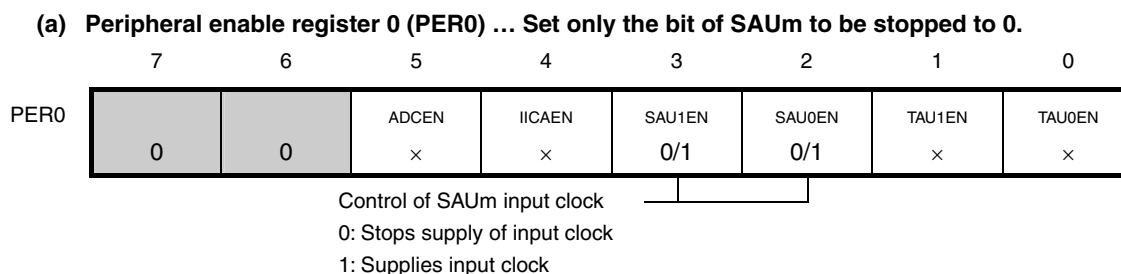 (a) Peripheral enable register 0 (PER0) … Set only the bit of SAUm to be stopped to 0.
7 6 5 4 3 2 1 0
PER0 ADCEN IICAEN SAU1EN SAU0EN TAU1EN TAU0EN
0 0 × × 0/1 0/1 × ×
Control of SAUm input clock
0: Stops supply of input clock
1: Supplies input clock